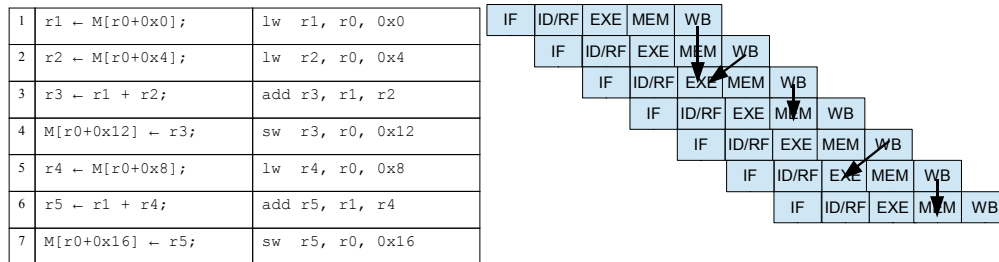 1 r1 ← M[r0+0x0]; lw r1, r0, 0x0
2 r2 ← M[r0+0x4]; lw r2, r0, 0x4
3 r3 ← r1 + r2; add r3, r1, r2
4 M[r0+0x12] ← r3; sw r3, r0, 0x12
5 r4 ← M[r0+0x8]; lw r4, r0, 0x8
6 r5 ← r1 + r4; add r5, r1, r4
7 M[r0+0x16] ← r5; sw r5, r0, 0x16
IF ID/RF EXE MEM WB
IF ID/RF EXE MEM WB
IF ID/RF EXE MEM WB
IF ID/RF EXE MEM WB
IF ID/RF EXE MEM WB
IF ID/RF EXE MEM WB
IF ID/RF EXE MEM WB